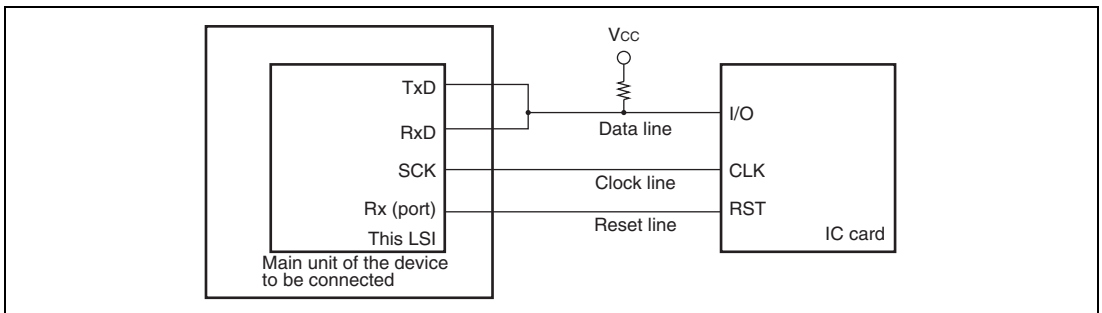 Vcc
TxD
RxD
SCK
Rx (port)
This LSI
Main unit of the device
to be connected
Data line
Clock line
Reset line
I/O
CLK
RST
IC card